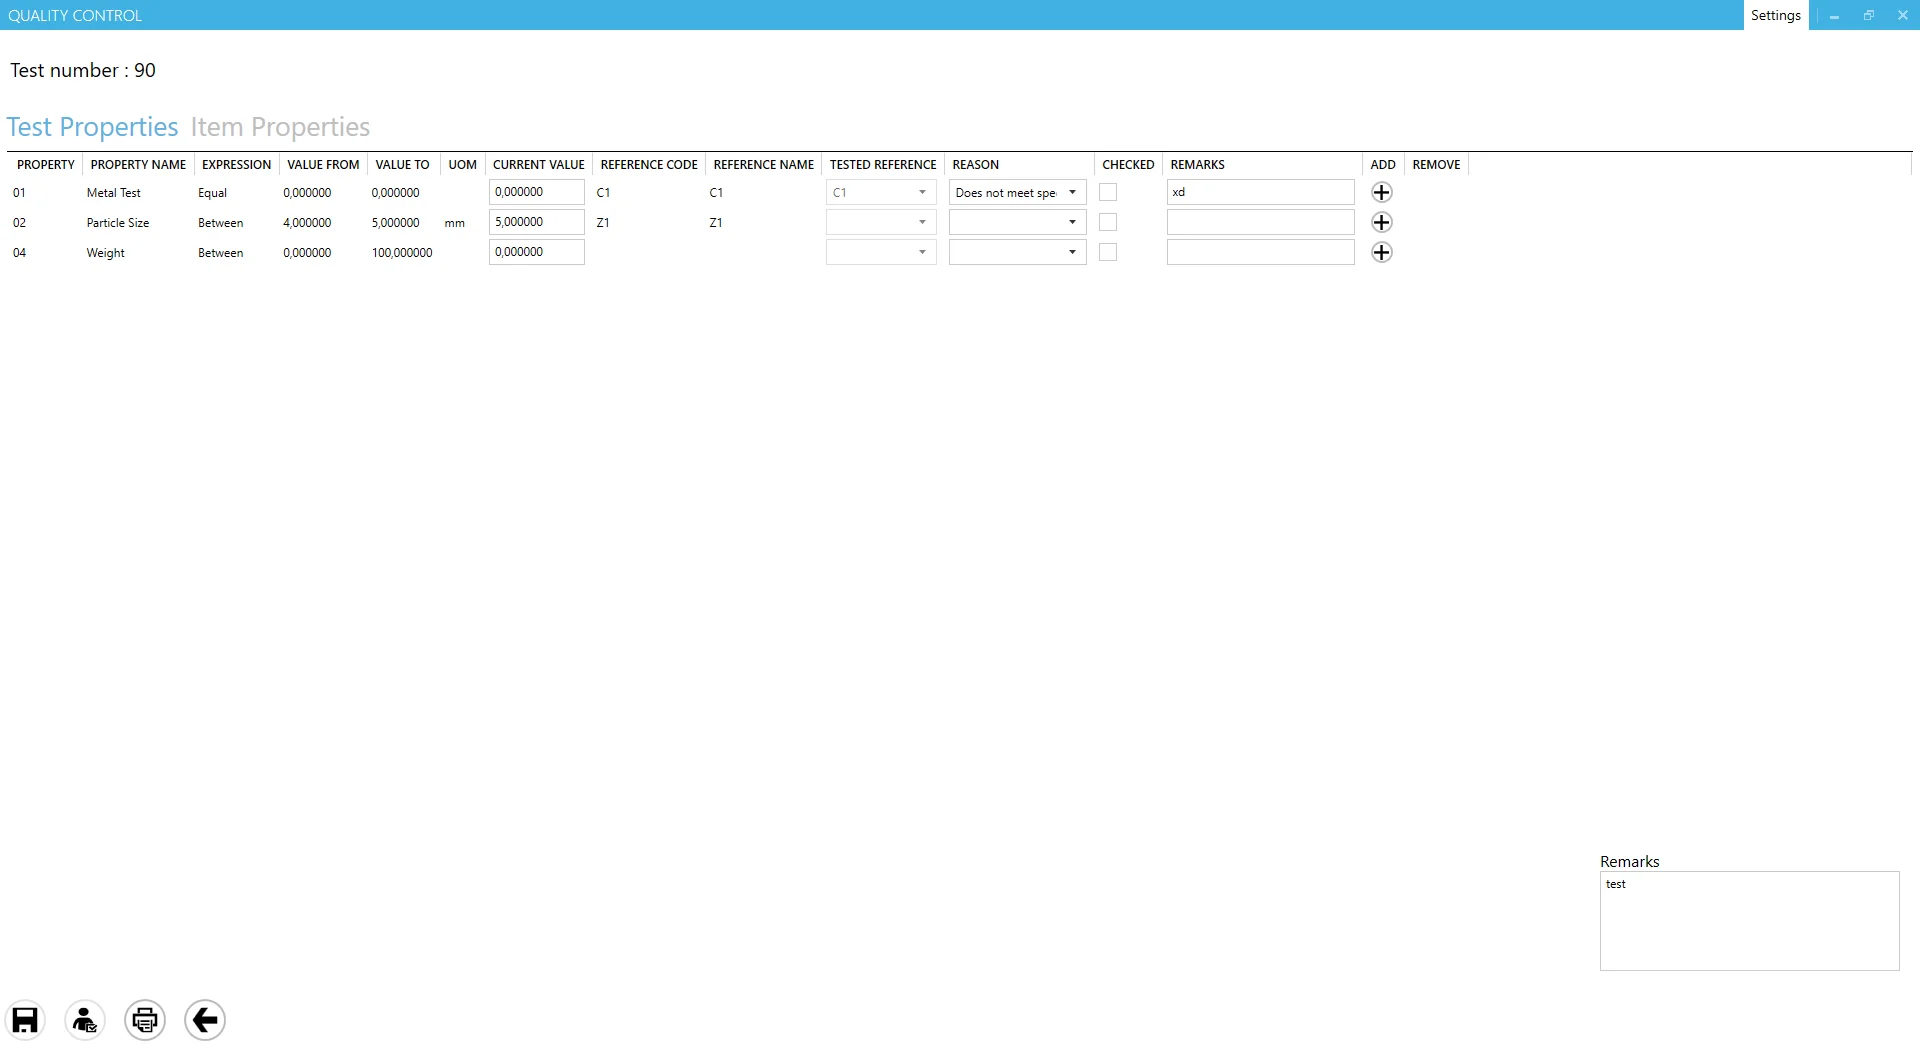 QUALITY CONTROL Settings
Test number : 90
Test Properties Item Properties
PROPERTY PROPERTY NAME EXPRESSION VALUE FROM VALUE TO UOM CURRENT VALUE REFERENCE CODE REFERENCE NAME TESTED REFERENCE REASON CHECKED REMARKS ADD REMOVE
01 Metal Test Equal 0,000000 0,000000 0,000000 C1 C1 C1 Does not meet spe xd
02 Particle Size Between 4,000000 5,000000 mm 5,000000 Z1 Z1
04 Weight Between 0,000000 100,000000 0,000000
Remarks
test